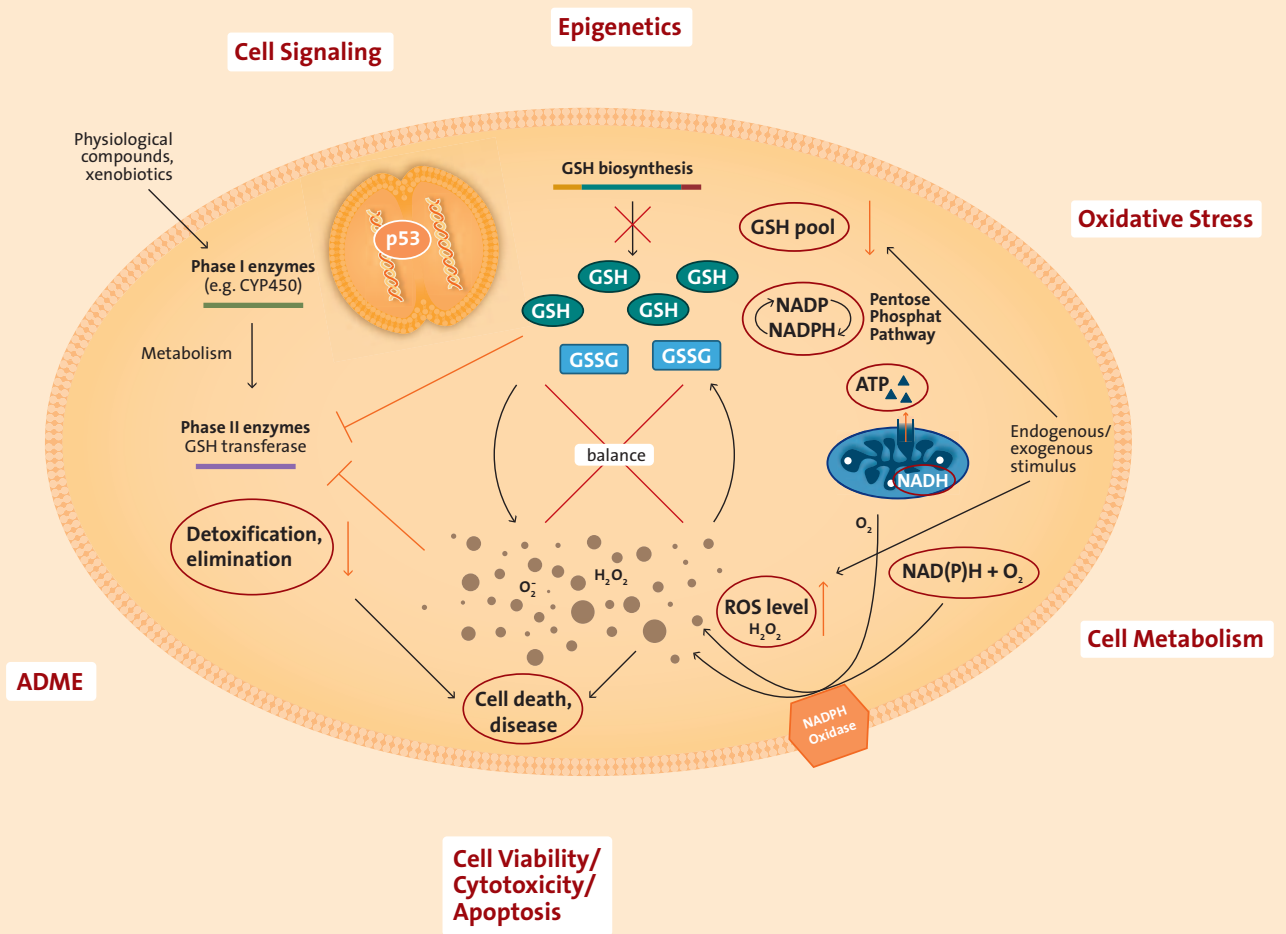 Epigenetics
Cell Signaling
Physiological
compounds,
xenobiotics
GSH biosynthesis
Oxidative Stress
GSH pool
p53
Phase I enzymes
(e.g. CYP450)
GSH
GSH
GSH
GSH
NADP
NADPH
Pentose
Phosphat
Pathway
Metabolism
GSSG
GSSG
ATP
Phase II enzymes
GSH transferase
balance
Endogenous/
exogenous
stimulus
NADH
O₂
Detoxification,
elimination
O₂⁻
H₂O₂
NAD(P)H + O₂
ROS level
H₂O₂
Cell Metabolism
ADME
Cell death,
disease
NADPH
Oxidase
Cell Viability/
Cytotoxicity/
Apoptosis